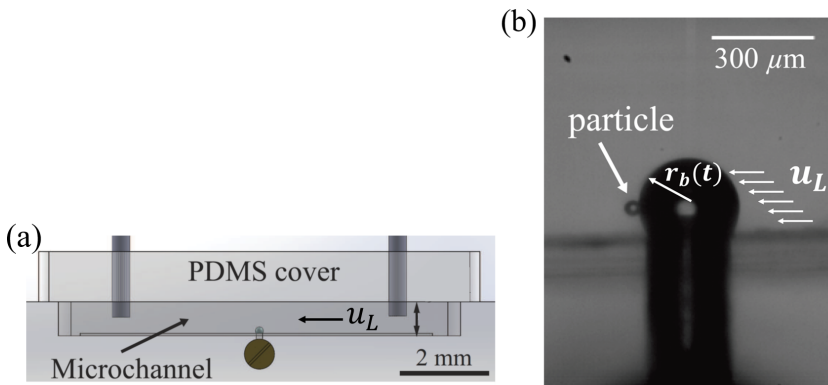 (a)
PDMS cover
u_L
Microchannel
2 mm
(b)
300 μm
particle
r_b(t)
u_L